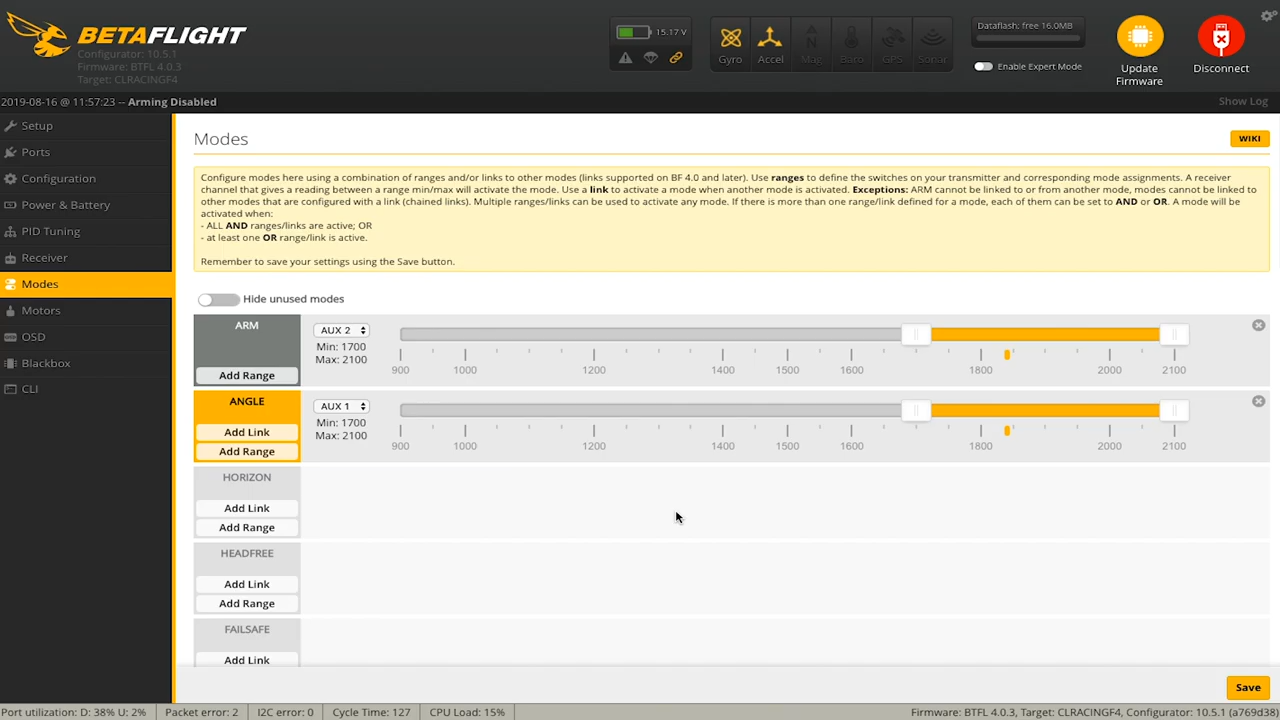 BETAFLIGHT
Configurator: 10.5.1
Firmware: BTFL 4.0.3
Target: CLRACINGF4
15.17 V
Gyro
Accel
Mag
Baro
GPS
Sonar
Dataflash: free 16.0MB
Enable Expert Mode
Update
Firmware
Disconnect
2019-08-16 @ 11:57:23 -- Arming Disabled
Show Log
Setup
Ports
Configuration
Power & Battery
PID Tuning
Receiver
Modes
Motors
OSD
Blackbox
CLI
Modes
WIKI
Configure modes here using a combination of ranges and/or links to other modes (links supported on BF 4.0 and later). Use ranges to define the switches on your transmitter and corresponding mode assignments. A receiver
channel that gives a reading between a range min/max will activate the mode. Use a link to activate a mode when another mode is activated. Exceptions: ARM cannot be linked to or from another mode, modes cannot be linked to
other modes that are configured with a link (chained links). Multiple ranges/links can be used to activate any mode. If there is more than one range/link defined for a mode, each of them can be set to AND or OR. A mode will be
activated when:
- ALL AND ranges/links are active; OR
- at least one OR range/link is active.
Remember to save your settings using the Save button.
Hide unused modes
ARM
Add Range
AUX 2
Min: 1700
Max: 2100
900 1000 1200 1400 1500 1600 1800 2000 2100
ANGLE
Add Link
Add Range
AUX 1
Min: 1700
Max: 2100
900 1000 1200 1400 1500 1600 1800 2000 2100
HORIZON
Add Link
Add Range
HEADFREE
Add Link
Add Range
FAILSAFE
Add Link
Save
Port utilization: D: 38% U: 2%
Packet error: 2
I2C error: 0
Cycle Time: 127
CPU Load: 15%
Firmware: BTFL 4.0.3, Target: CLRACINGF4, Configurator: 10.5.1 (a769d38)